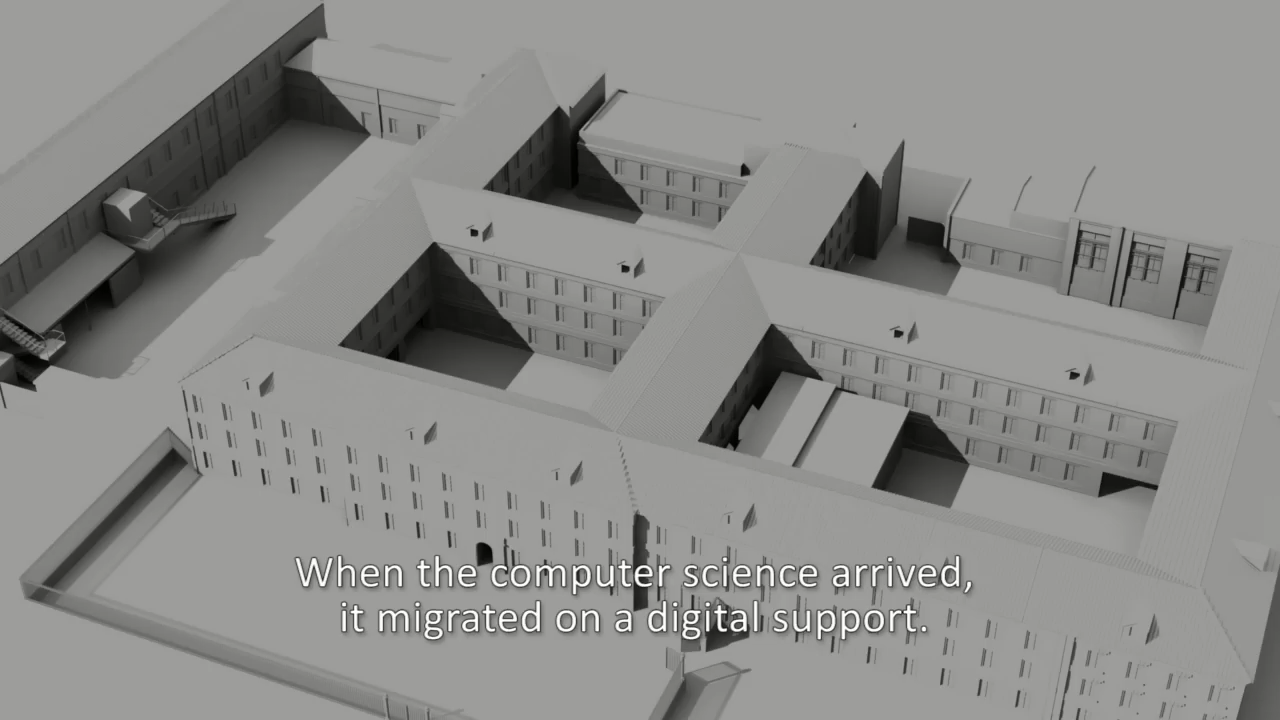 When the computer science arrived,
it migrated on a digital support.